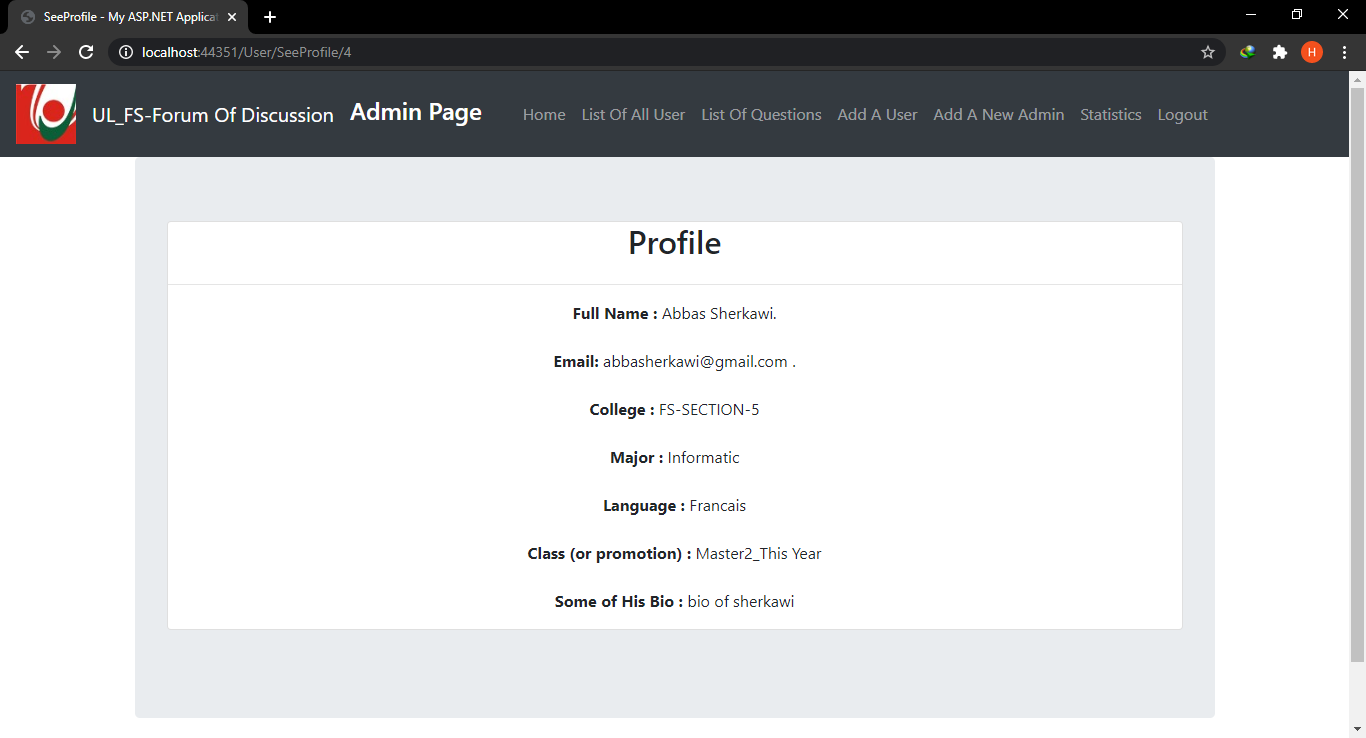 SeeProfile - My ASP.NET Applicat
localhost:44351/User/SeeProfile/4
H
UL_FS-Forum Of Discussion Admin Page Home List Of All User List Of Questions Add A User Add A New Admin Statistics Logout
Profile
Full Name : Abbas Sherkawi.
Email: abbasherkawi@gmail.com .
College : FS-SECTION-5
Major : Informatic
Language : Francais
Class (or promotion) : Master2_This Year
Some of His Bio : bio of sherkawi